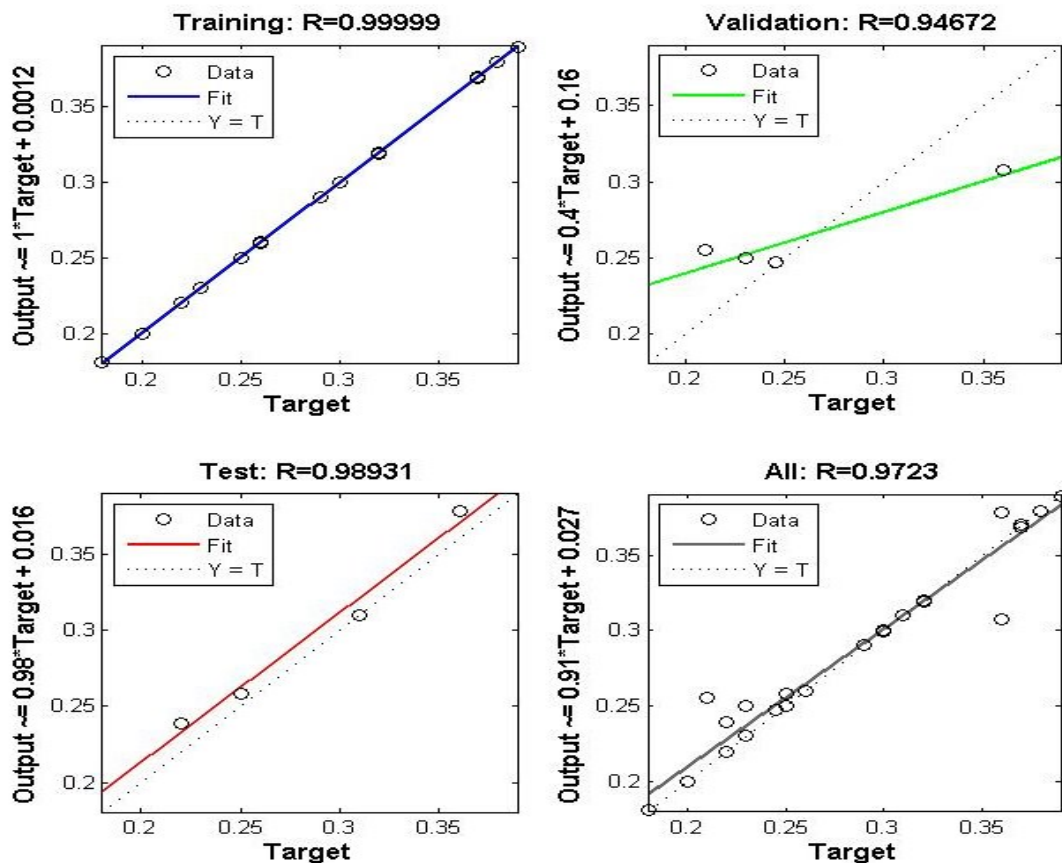 Training: R=0.99999
Output ~= 1*Target + 0.0012
Data
Fit
Y = T
0.35
0.3
0.25
0.2
0.2
0.25
0.3
0.35
Target
Validation: R=0.94672
Output ~= 0.4*Target + 0.16
Data
Fit
Y = T
0.35
0.3
0.25
0.2
0.2
0.25
0.3
0.35
Target
Test: R=0.98931
Output ~= 0.98*Target + 0.016
Data
Fit
Y = T
0.35
0.3
0.25
0.2
0.2
0.25
0.3
0.35
Target
All: R=0.9723
Output ~= 0.91*Target + 0.027
Data
Fit
Y = T
0.35
0.3
0.25
0.2
0.2
0.25
0.3
0.35
Target